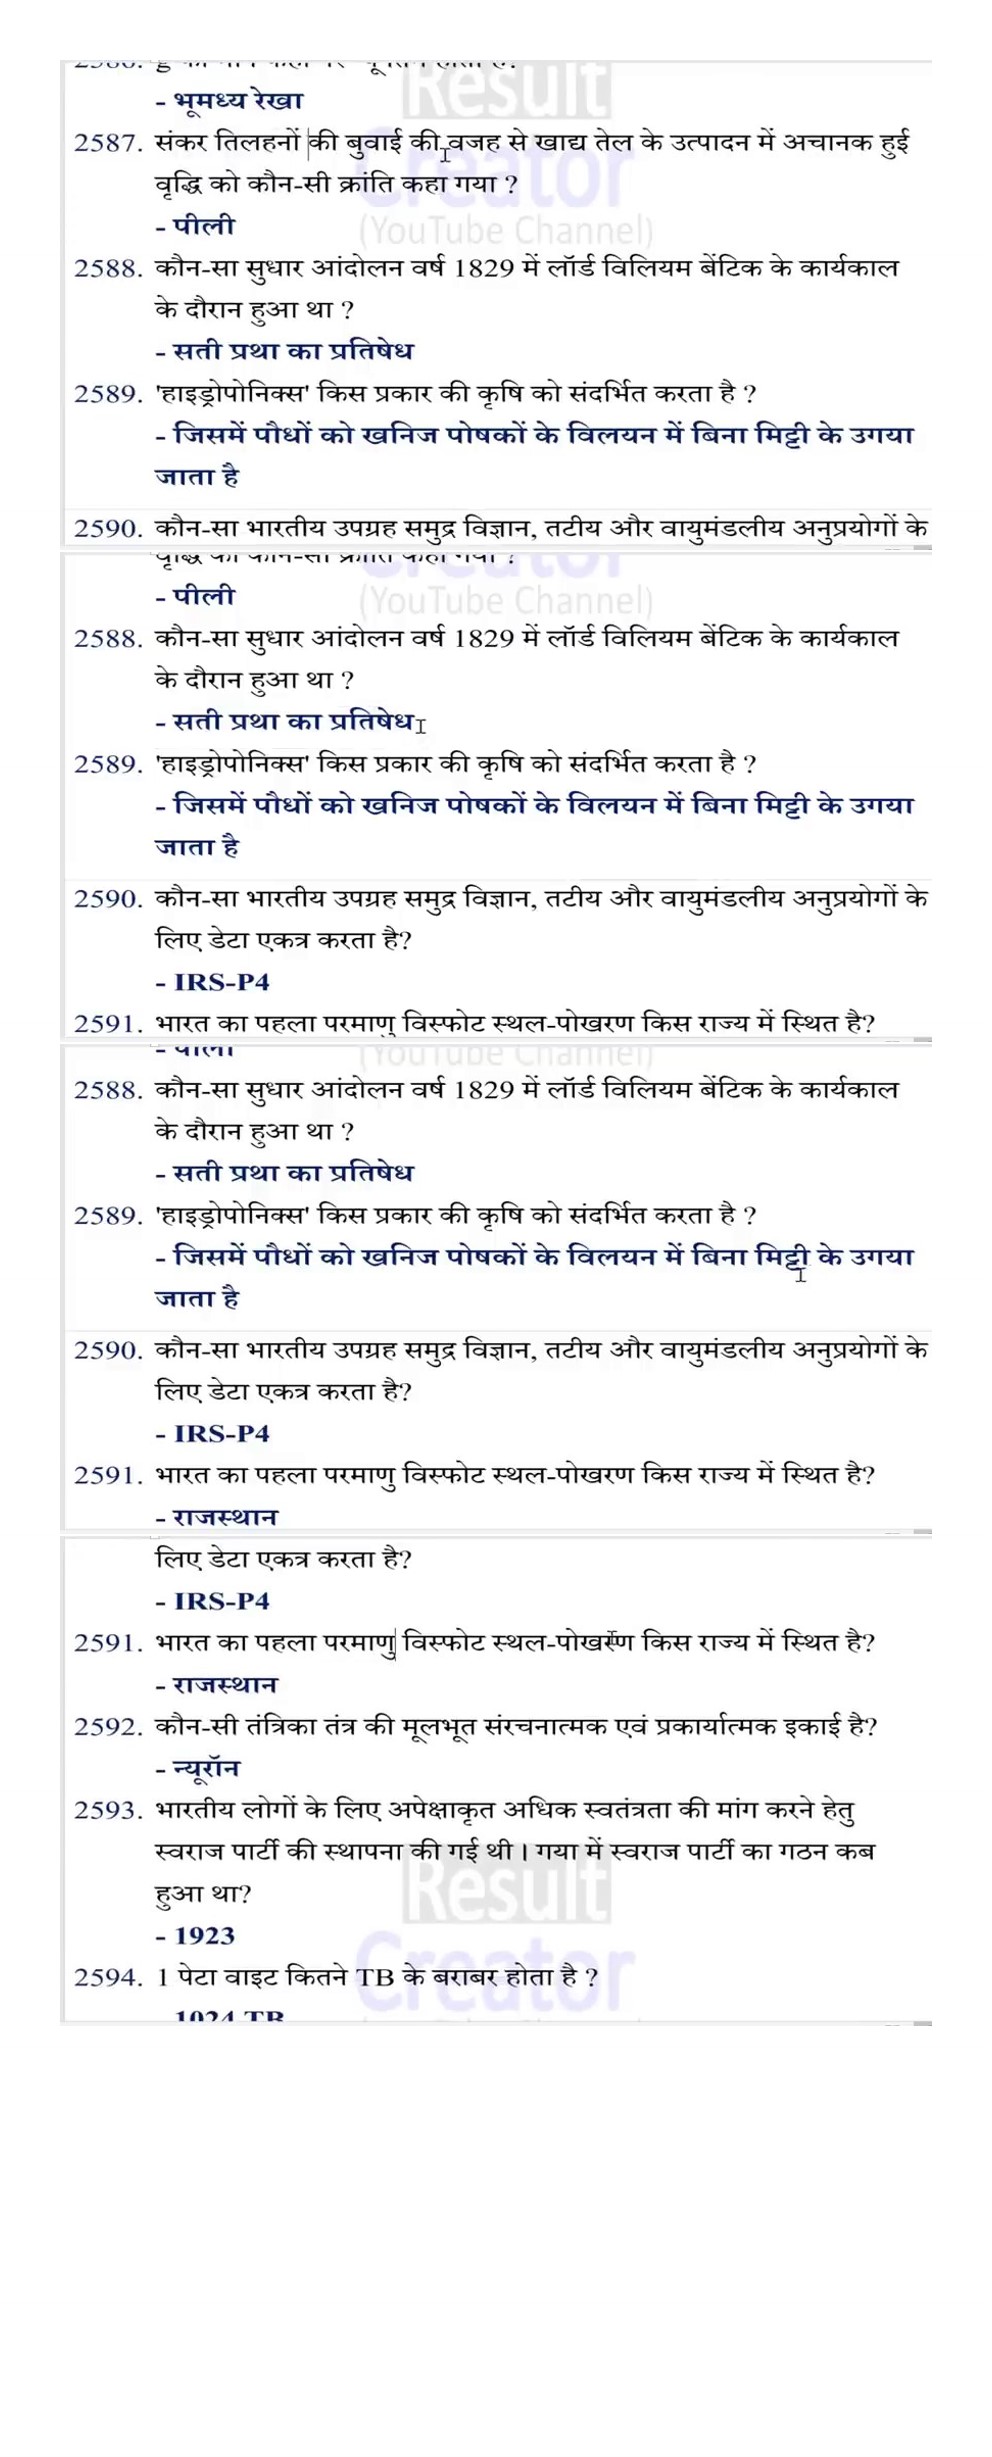 - भूमध्य रेखा
Result
2587. संकर तिलहनों की बुवाई की वजह से खाद्य तेल के उत्पादन में अचानक हुई
Creator
वृद्धि को कौन-सी क्रांति कहा गया ?
- पीली
(YouTube Channel)
2588. कौन-सा सुधार आंदोलन वर्ष 1829 में लॉर्ड विलियम बेंटिक के कार्यकाल
के दौरान हुआ था ?
- सती प्रथा का प्रतिषेध
2589. 'हाइड्रोपोनिक्स' किस प्रकार की कृषि को संदर्भित करता है ?
- जिसमें पौधों को खनिज पोषकों के विलयन में बिना मिट्टी के उगया
जाता है
2590. कौन-सा भारतीय उपग्रह समुद्र विज्ञान, तटीय और वायुमंडलीय अनुप्रयोगों के
वृद्धि को कौन-सी क्रांति कहा गया ?
- पीली
(YouTube Channel)
2588. कौन-सा सुधार आंदोलन वर्ष 1829 में लॉर्ड विलियम बेंटिक के कार्यकाल
के दौरान हुआ था ?
- सती प्रथा का प्रतिषेध
2589. 'हाइड्रोपोनिक्स' किस प्रकार की कृषि को संदर्भित करता है ?
- जिसमें पौधों को खनिज पोषकों के विलयन में बिना मिट्टी के उगया
जाता है
2590. कौन-सा भारतीय उपग्रह समुद्र विज्ञान, तटीय और वायुमंडलीय अनुप्रयोगों के
लिए डेटा एकत्र करता है?
- IRS-P4
2591. भारत का पहला परमाणु विस्फोट स्थल-पोखरण किस राज्य में स्थित है?
- पीली
(YouTube Channel)
2588. कौन-सा सुधार आंदोलन वर्ष 1829 में लॉर्ड विलियम बेंटिक के कार्यकाल
के दौरान हुआ था ?
- सती प्रथा का प्रतिषेध
2589. 'हाइड्रोपोनिक्स' किस प्रकार की कृषि को संदर्भित करता है ?
- जिसमें पौधों को खनिज पोषकों के विलयन में बिना मिट्टी के उगया
जाता है
2590. कौन-सा भारतीय उपग्रह समुद्र विज्ञान, तटीय और वायुमंडलीय अनुप्रयोगों के
लिए डेटा एकत्र करता है?
- IRS-P4
2591. भारत का पहला परमाणु विस्फोट स्थल-पोखरण किस राज्य में स्थित है?
- राजस्थान
लिए डेटा एकत्र करता है?
- IRS-P4
2591. भारत का पहला परमाणु विस्फोट स्थल-पोखरण किस राज्य में स्थित है?
- राजस्थान
2592. कौन-सी तंत्रिका तंत्र की मूलभूत संरचनात्मक एवं प्रकार्यात्मक इकाई है?
- न्यूरॉन
2593. भारतीय लोगों के लिए अपेक्षाकृत अधिक स्वतंत्रता की मांग करने हेतु
स्वराज पार्टी की स्थापना की गई थी। गया में स्वराज पार्टी का गठन कब
हुआ था?
Result
- 1923
Creator
2594. 1 पेटा वाइट कितने TB के बराबर होता है ?
1024 TB